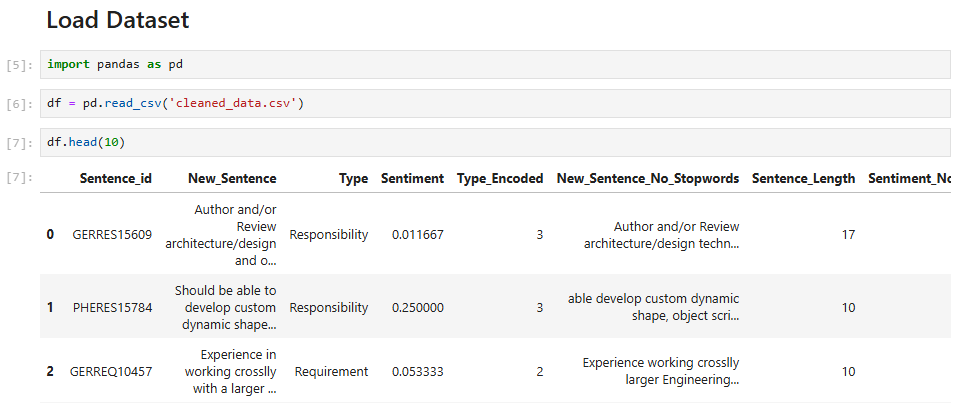 Load Dataset
[5]: import pandas as pd
[6]: df = pd.read_csv('cleaned_data.csv')
[7]: df.head(10)
[7]: Sentence_id New_Sentence Type Sentiment Type_Encoded New_Sentence_No_Stopwords Sentence_Length Sentiment_No
0 GERRES15609 Author and/or Review architecture/design and o... Responsibility 0.011667 3 Author and/or Review architecture/design techn... 17
1 PHERES15784 Should be able to develop custom dynamic shape... Responsibility 0.250000 3 able develop custom dynamic shape, object scri... 10
2 GERREQ10457 Experience in working crosslly with a larger ... Requirement 0.053333 2 Experience working crosslly larger Engineering... 10